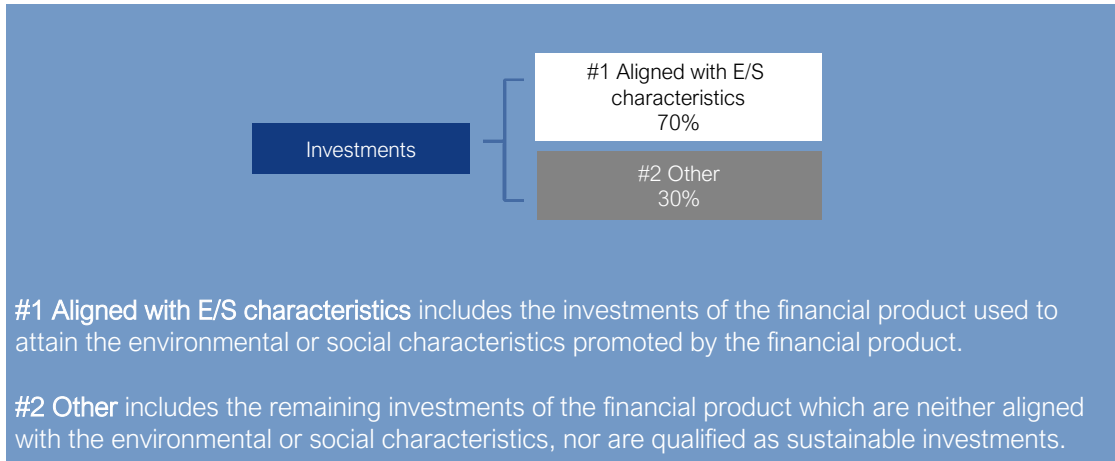 #1 Aligned with E/S
characteristics
70%
Investments
#2 Other
30%
#1 Aligned with E/S characteristics includes the investments of the financial product used to
attain the environmental or social characteristics promoted by the financial product.
#2 Other includes the remaining investments of the financial product which are neither aligned
with the environmental or social characteristics, nor are qualified as sustainable investments.